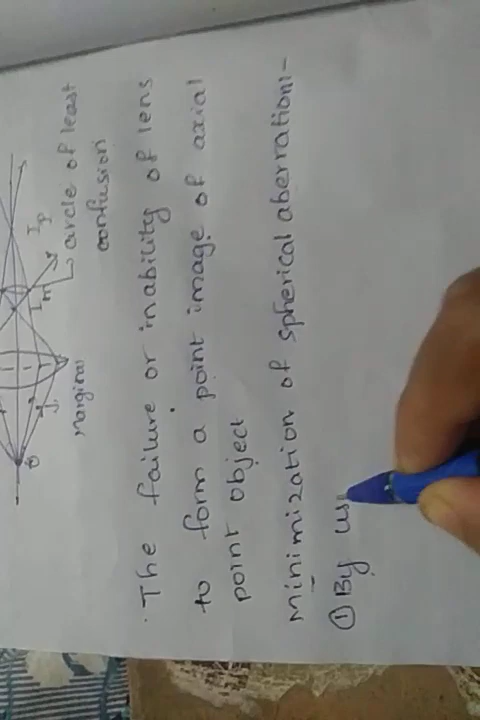 O
marginal
Im
Ip
circle of least
confusion
The failure or inability of lens
to form a point image of axial
point object
Minimization of spherical aberration:-
① By us